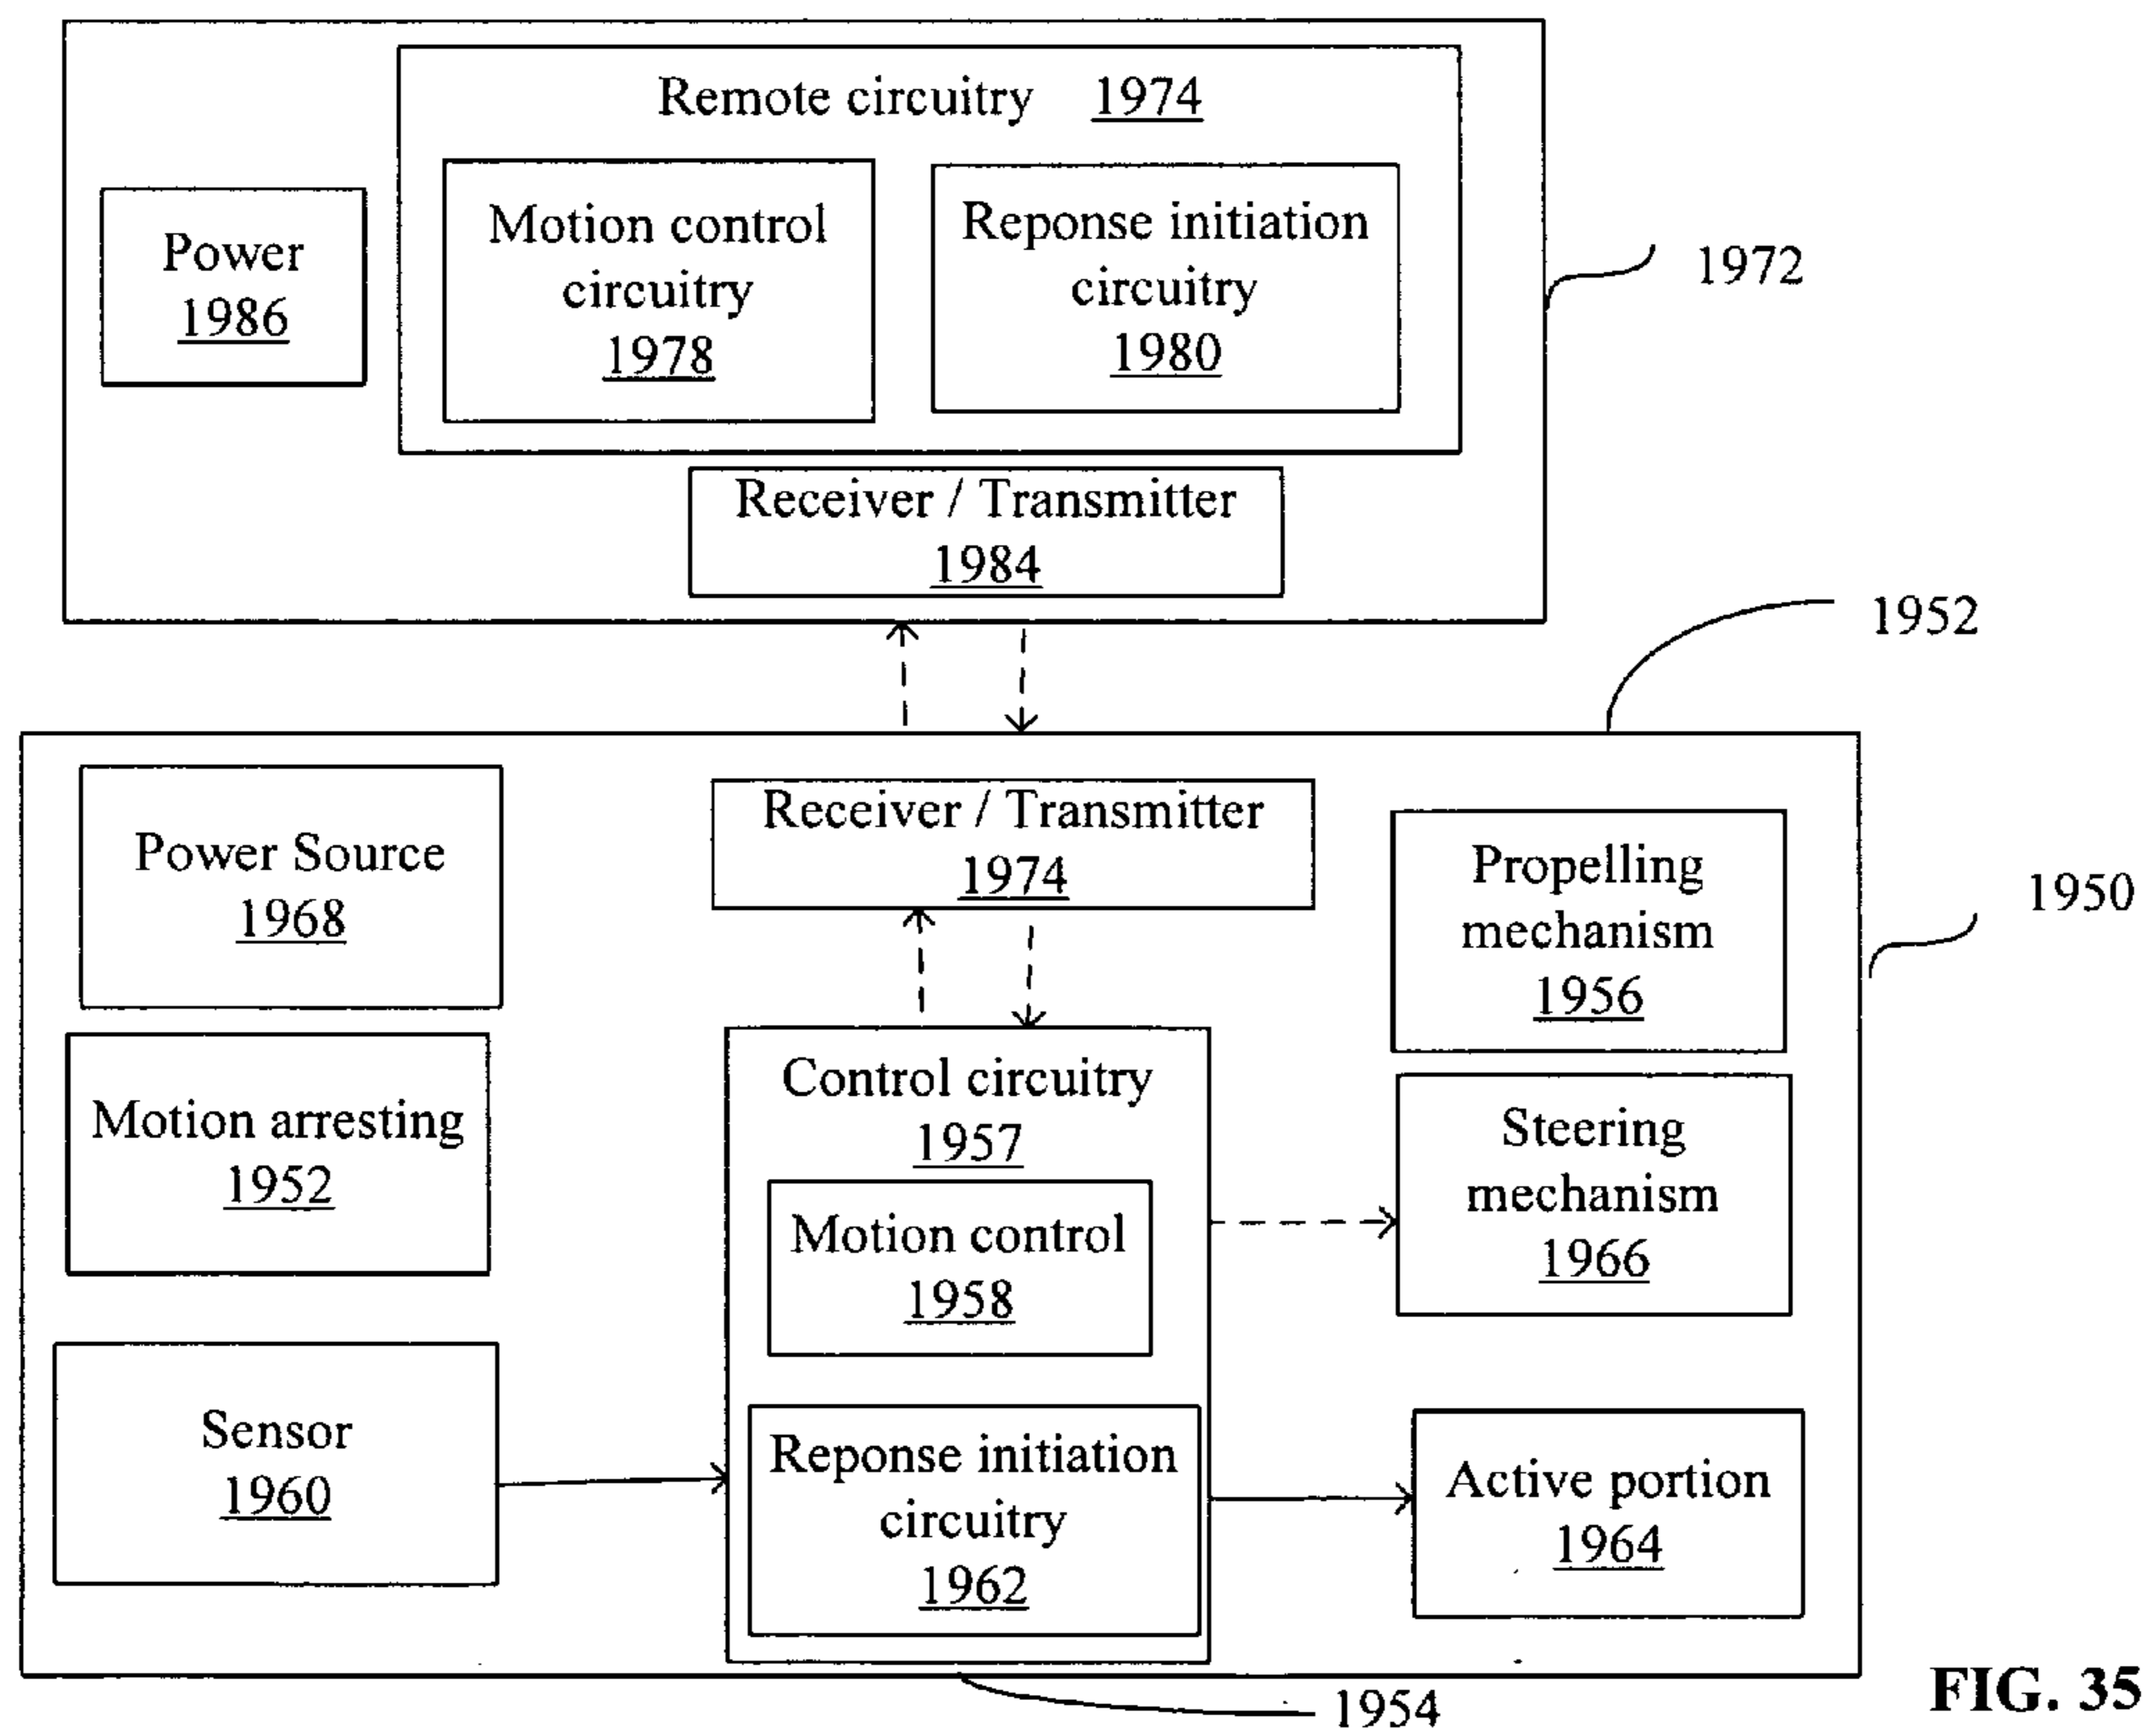 Remote circuitry 1974
Power
1986
Motion control
circuitry
1978
Reponse initiation
circuitry
1980
1972
Receiver / Transmitter
1984
1952
Power Source
1968
Receiver / Transmitter
1974
Propelling
mechanism
1956
1950
Motion arresting
1952
Control circuitry
1957
Steering
mechanism
1966
Motion control
1958
Sensor
1960
Reponse initiation
circuitry
1962
Active portion
1964
1954
FIG. 35